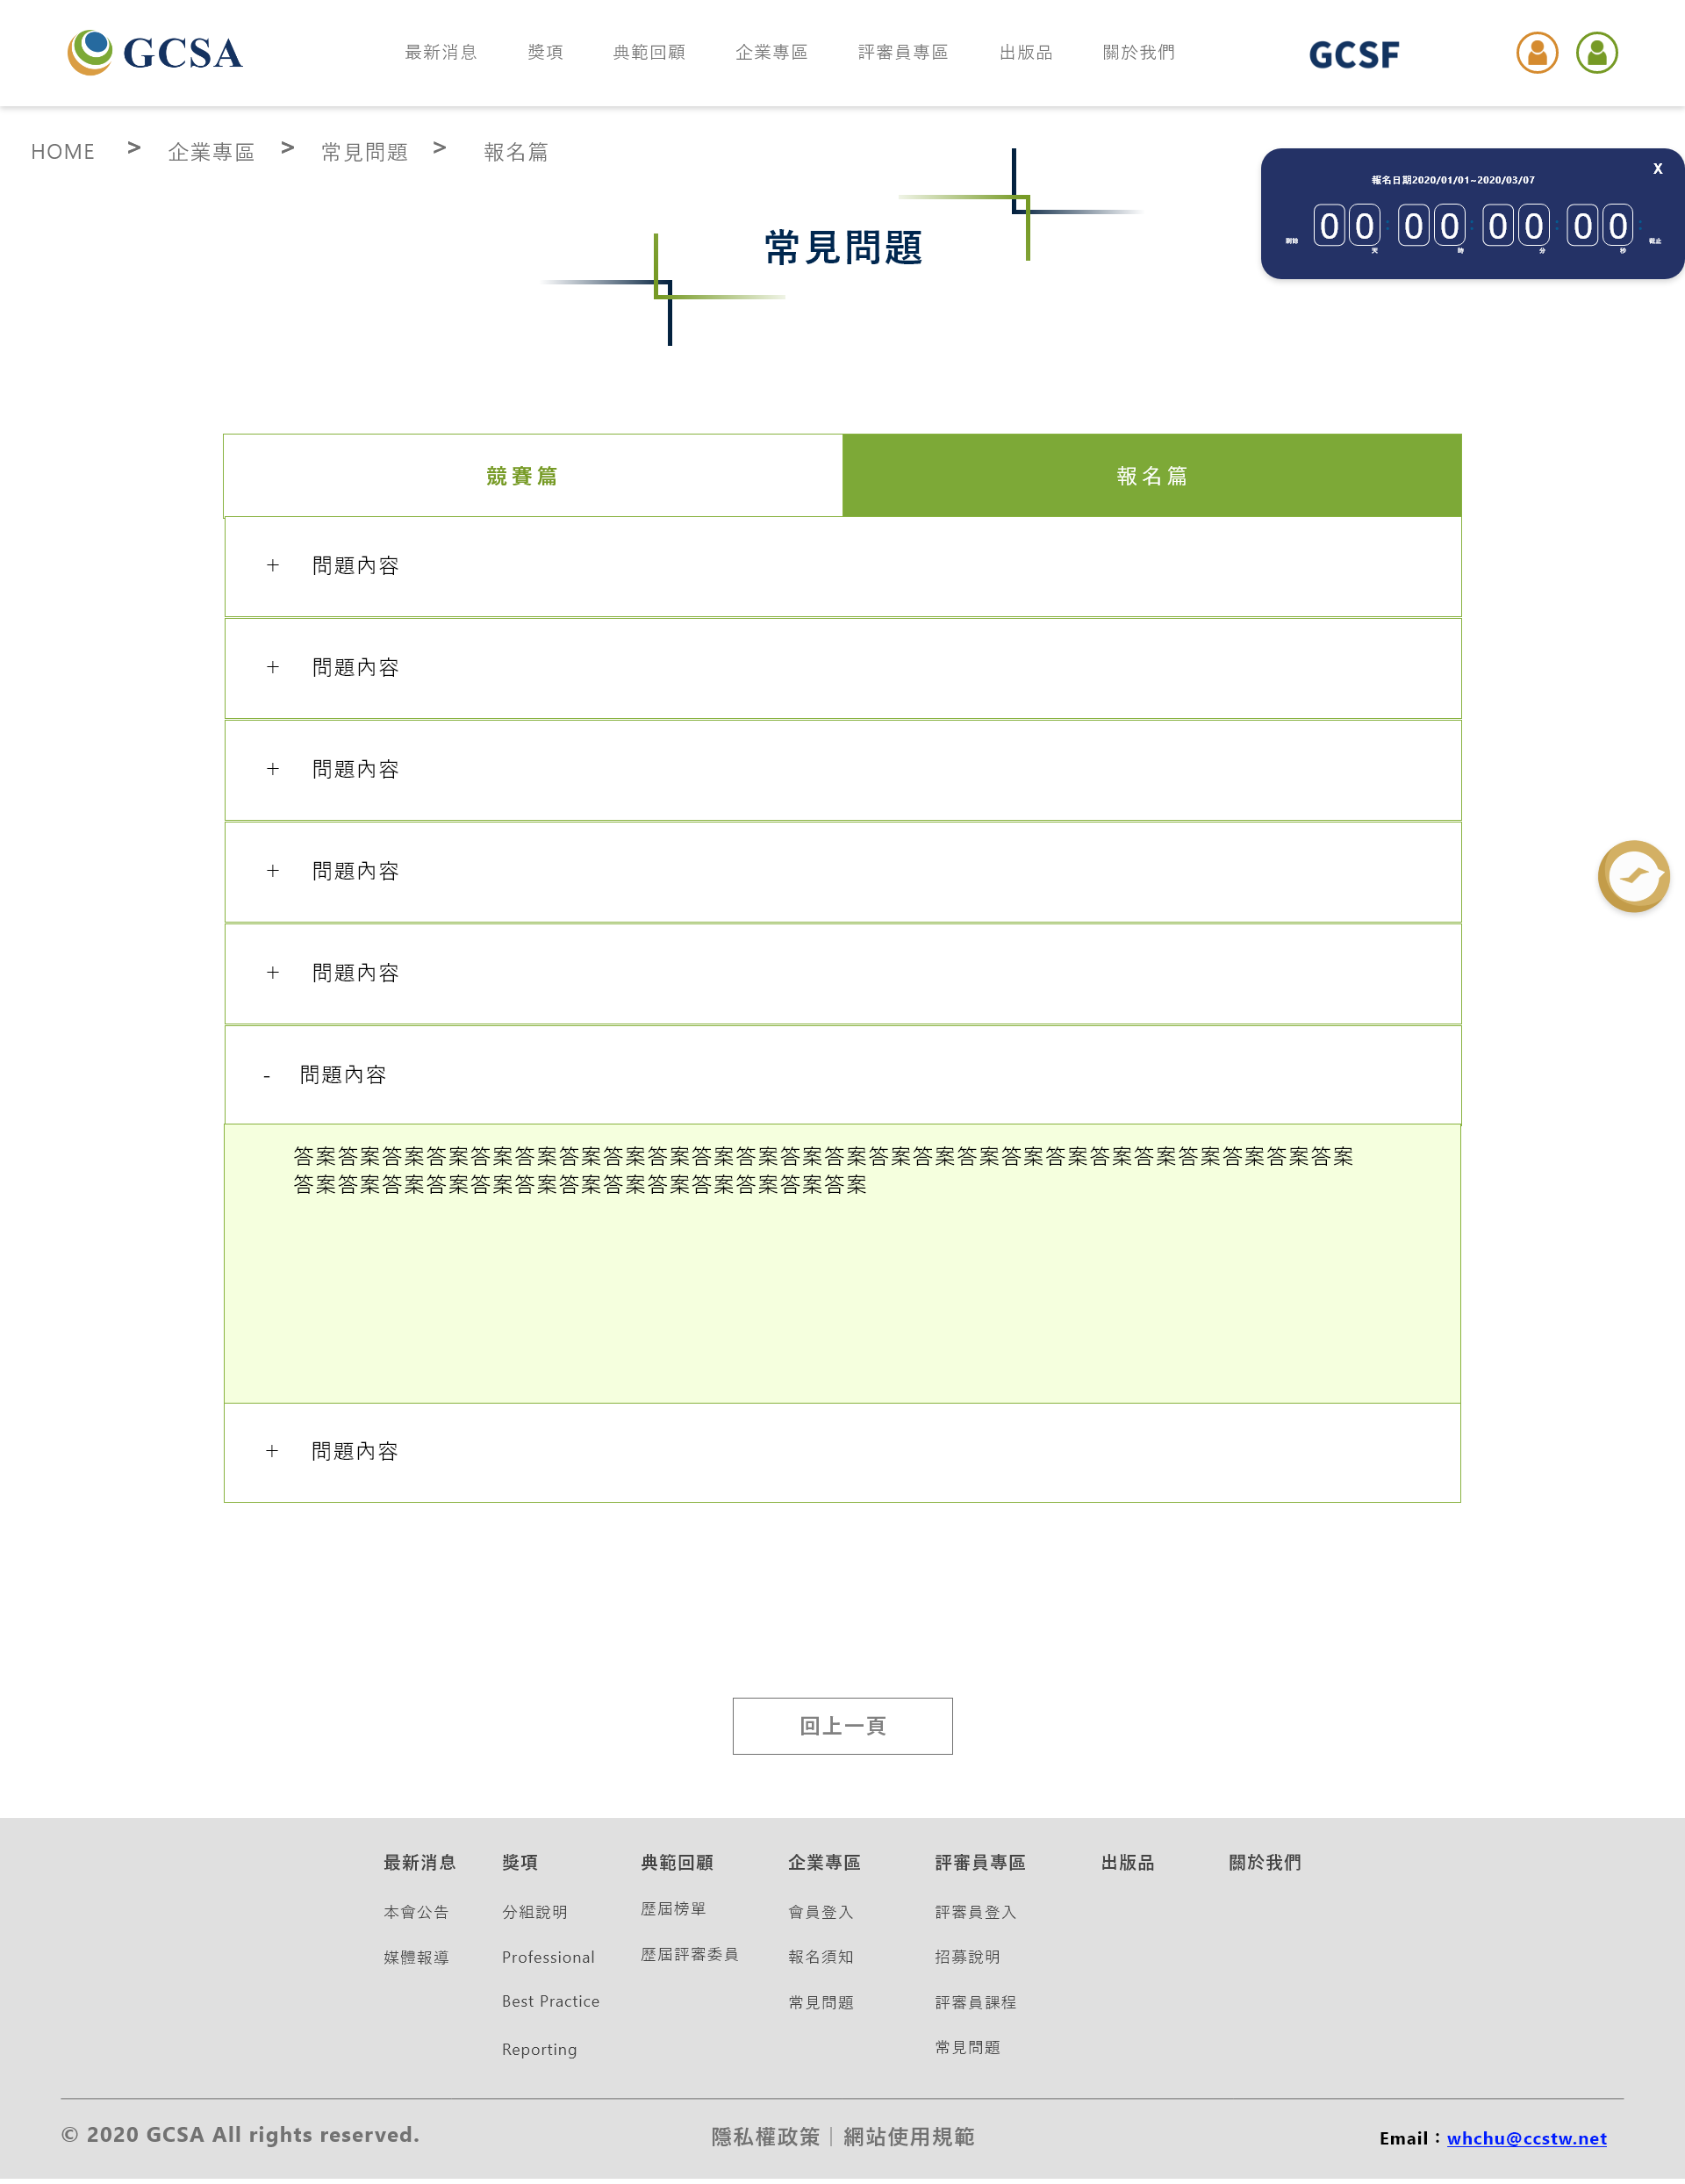 GCSA
最新消息 獎項 典範回顧 企業專區 評審員專區 出版品 關於我們
GCSF
HOME > 企業專區 > 常見問題 > 報名篇
X
報名日期2020/01/01~2020/03/07
剩餘 00 : 00 : 00 : 00 : 截止
天 時 分 秒
常見問題
競賽篇 報名篇
+ 問題內容
+ 問題內容
+ 問題內容
+ 問題內容
+ 問題內容
- 問題內容
答案答案答案答案答案答案答案答案答案答案答案答案答案答案答案答案答案答案答案答案答案答案答案答案
答案答案答案答案答案答案答案答案答案答案答案答案答案
+ 問題內容
回上一頁
最新消息 獎項 典範回顧 企業專區 評審員專區 出版品 關於我們
本會公告 分組說明 歷屆榜單 會員登入 評審員登入
媒體報導 Professional 歷屆評審委員 報名須知 招募說明
Best Practice 常見問題 評審員課程
Reporting 常見問題
© 2020 GCSA All rights reserved.
隱私權政策｜網站使用規範
Email：whchu@ccstw.net